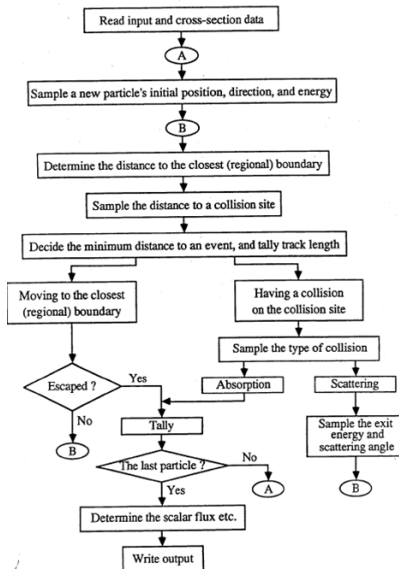 Read input and cross-section data
A
Sample a new particle's initial position, direction, and energy
B
Determine the distance to the closest (regional) boundary
Sample the distance to a collision site
Decide the minimum distance to an event, and tally track length
Moving to the closest
(regional) boundary
Having a collision
on the collision site
Sample the type of collision
Escaped ?
Yes
Absorption
Scattering
No
Tally
Sample the exit
energy and
scattering angle
B
The last particle ?
No
Yes
A
B
Determine the scalar flux etc.
Write output